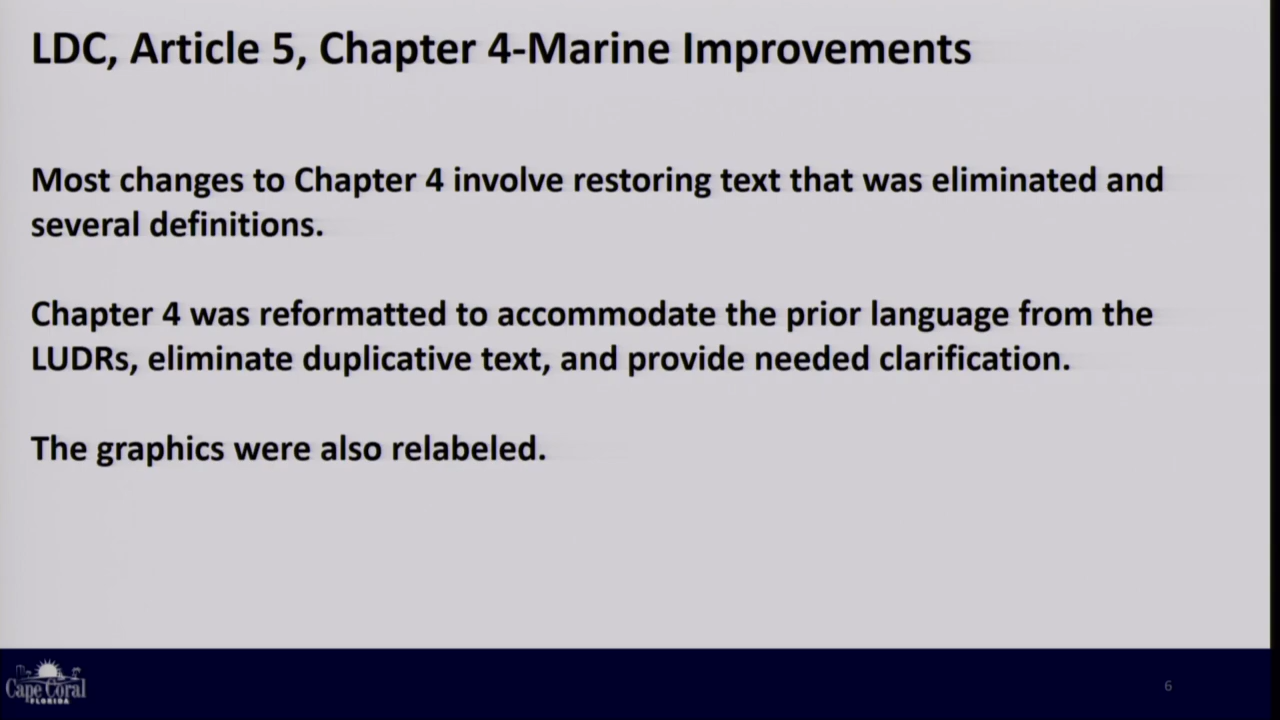 LDC, Article 5, Chapter 4-Marine Improvements
Most changes to Chapter 4 involve restoring text that was eliminated and
several definitions.
Chapter 4 was reformatted to accommodate the prior language from the
LUDRs, eliminate duplicative text, and provide needed clarification.
The graphics were also relabeled.
Cape Coral
FLORIDA
6